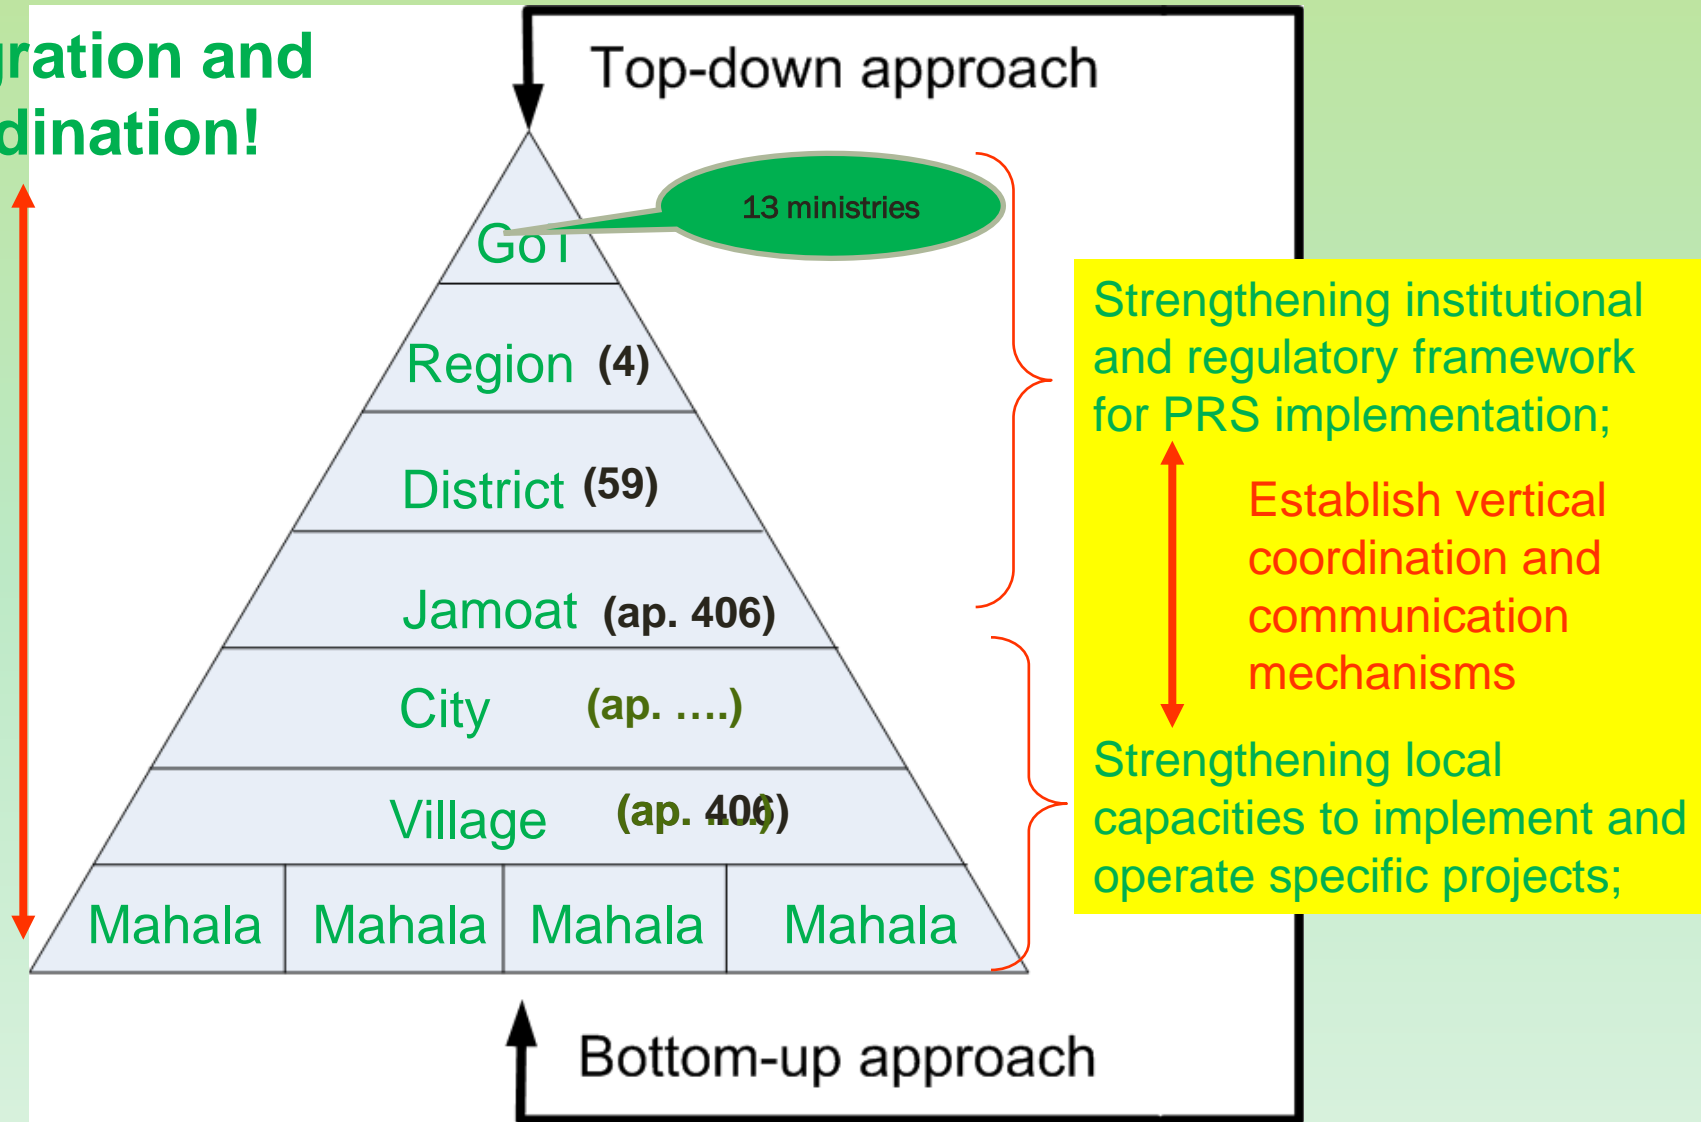 gration and
dination!
Top-down approach
13 ministries
GoT
Region (4)
District (59)
Jamoat (ap. 406)
City (ap. ....)
Village (ap. 406)
Mahala Mahala Mahala Mahala
Strengthening institutional
and regulatory framework
for PRS implementation;
Establish vertical
coordination and
communication
mechanisms
Strengthening local
capacities to implement and
operate specific projects;
Bottom-up approach